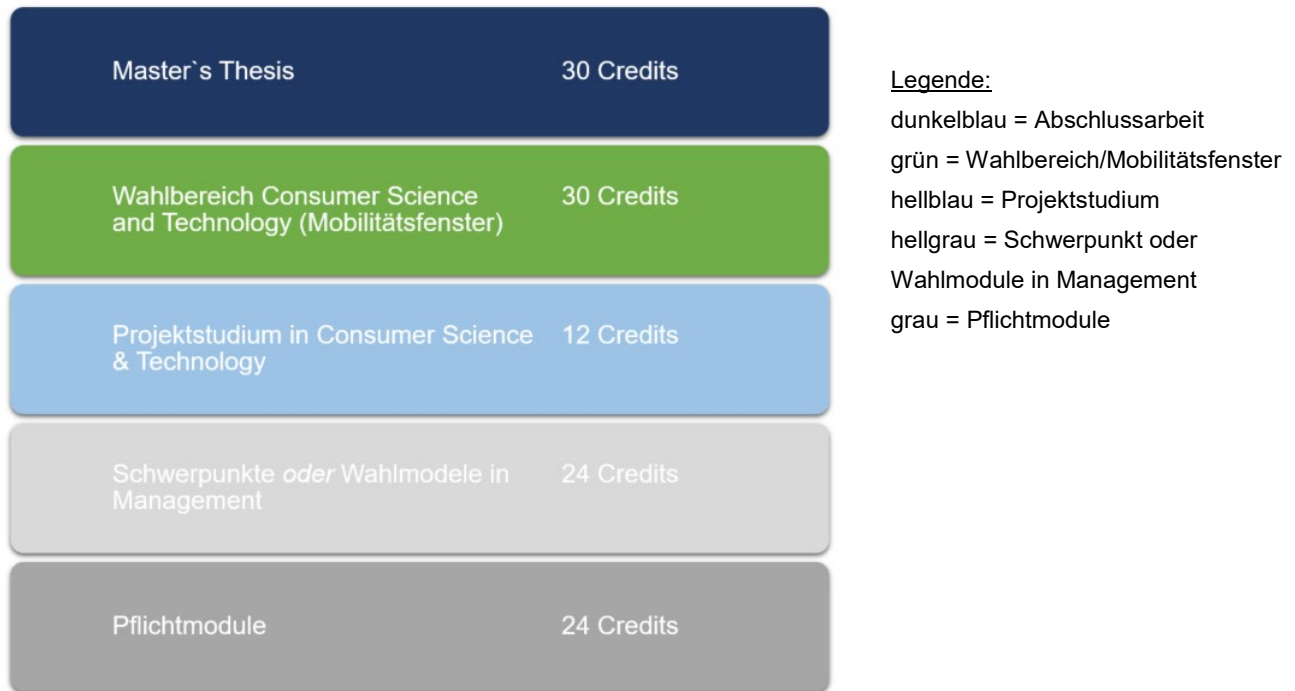 Master`s Thesis 30 Credits
Wahlbereich Consumer Science 30 Credits
and Technology (Mobilitätsfenster)
Projektstudium in Consumer Science 12 Credits
& Technology
Schwerpunkte oder Wahlmodele in 24 Credits
Management
Pflichtmodule 24 Credits
Legende:
dunkelblau = Abschlussarbeit
grün = Wahlbereich/Mobilitätsfenster
hellblau = Projektstudium
hellgrau = Schwerpunkt oder
Wahlmodule in Management
grau = Pflichtmodule